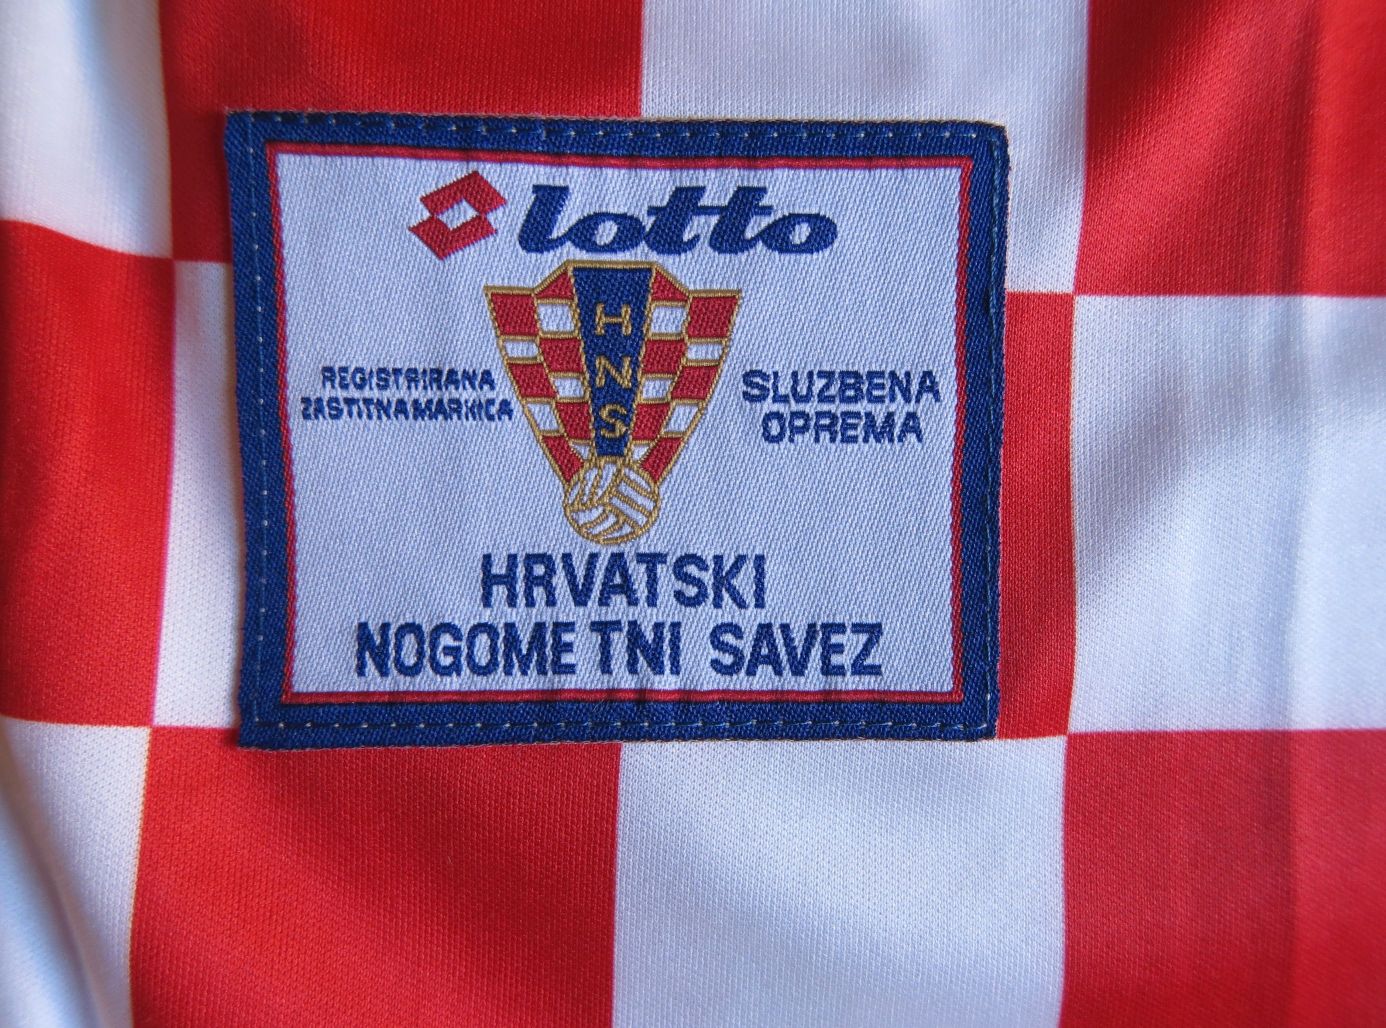 lotto
HNS
REGISTRIRANA
ZASTITNA MARKICA
SLUZBENA
OPREMA
HRVATSKI
NOGOMETNI SAVEZ